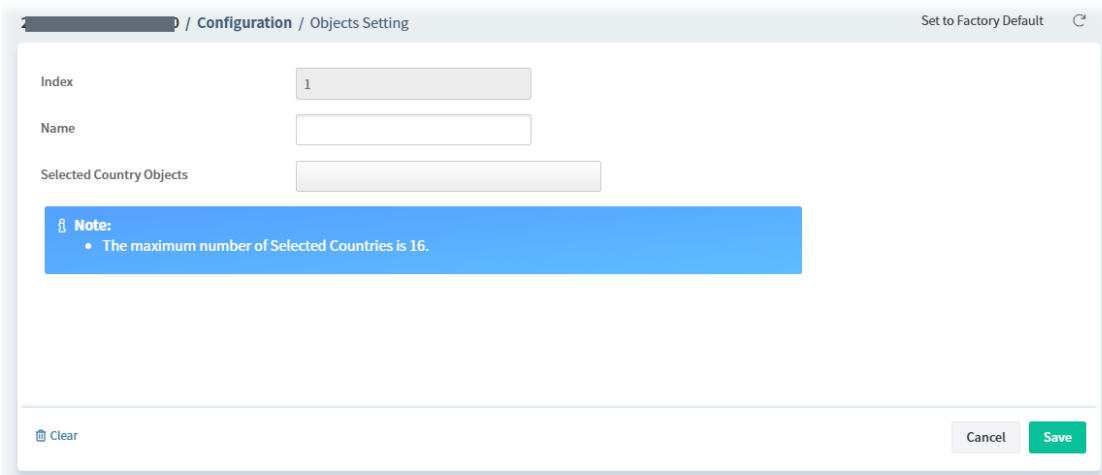 / Configuration / Objects Setting
Set to Factory Default
Index
1
Name
Selected Country Objects
Note:
• The maximum number of Selected Countries is 16.
Clear
Cancel
Save